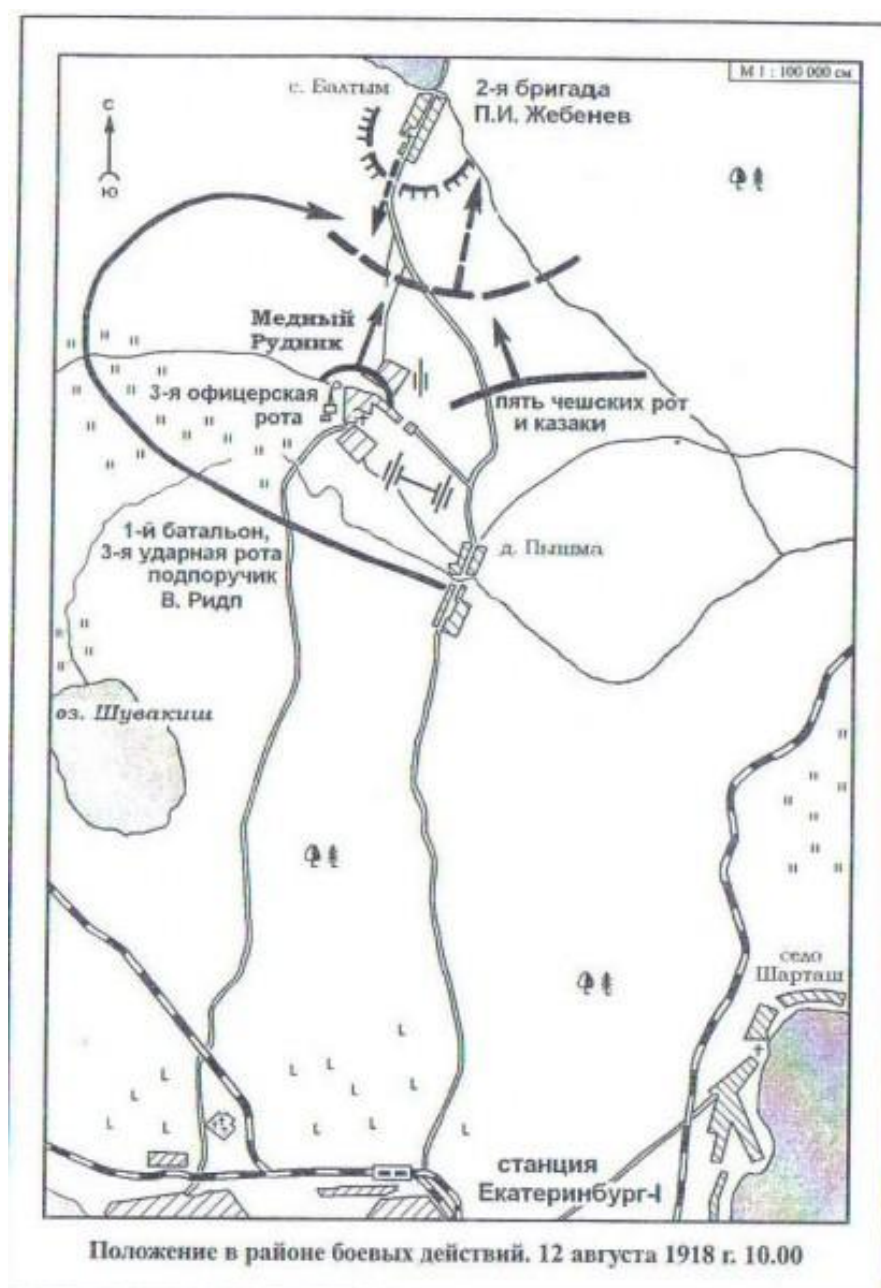 М 1 : 100 000 см
с. Балтым
2-я бригада
П.И. Жебенев
С
Ю
Медный
Рудник
3-я офицерская
рота
пять чешских рот
и казаки
1-й батальон,
3-я ударная рота
подпоручик
В. Ридп
д. Пышма
оз. Шувакиш
село
Шарташ
станция
Екатеринбург-I
Положение в районе боевых действий. 12 августа 1918 г. 10.00